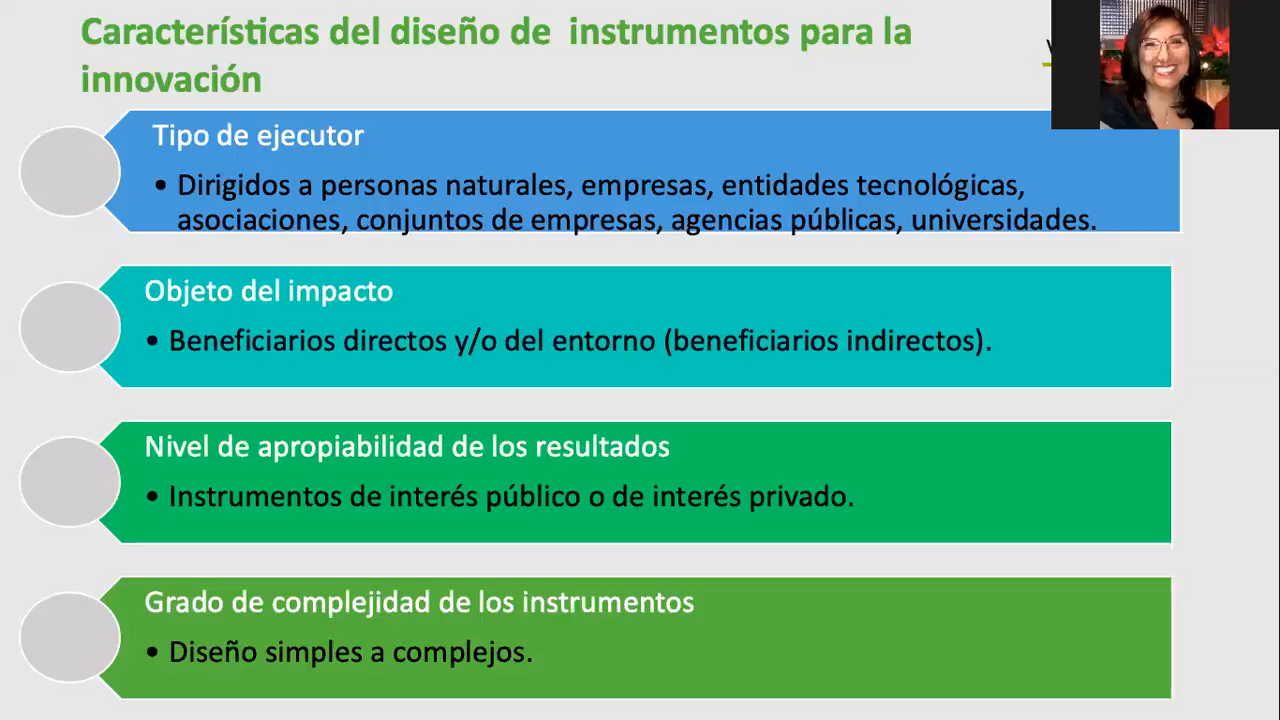 Características del diseño de instrumentos para la
innovación
Tipo de ejecutor
• Dirigidos a personas naturales, empresas, entidades tecnológicas,
asociaciones, conjuntos de empresas, agencias públicas, universidades.
Objeto del impacto
• Beneficiarios directos y/o del entorno (beneficiarios indirectos).
Nivel de apropiabilidad de los resultados
• Instrumentos de interés público o de interés privado.
Grado de complejidad de los instrumentos
• Diseño simples a complejos.